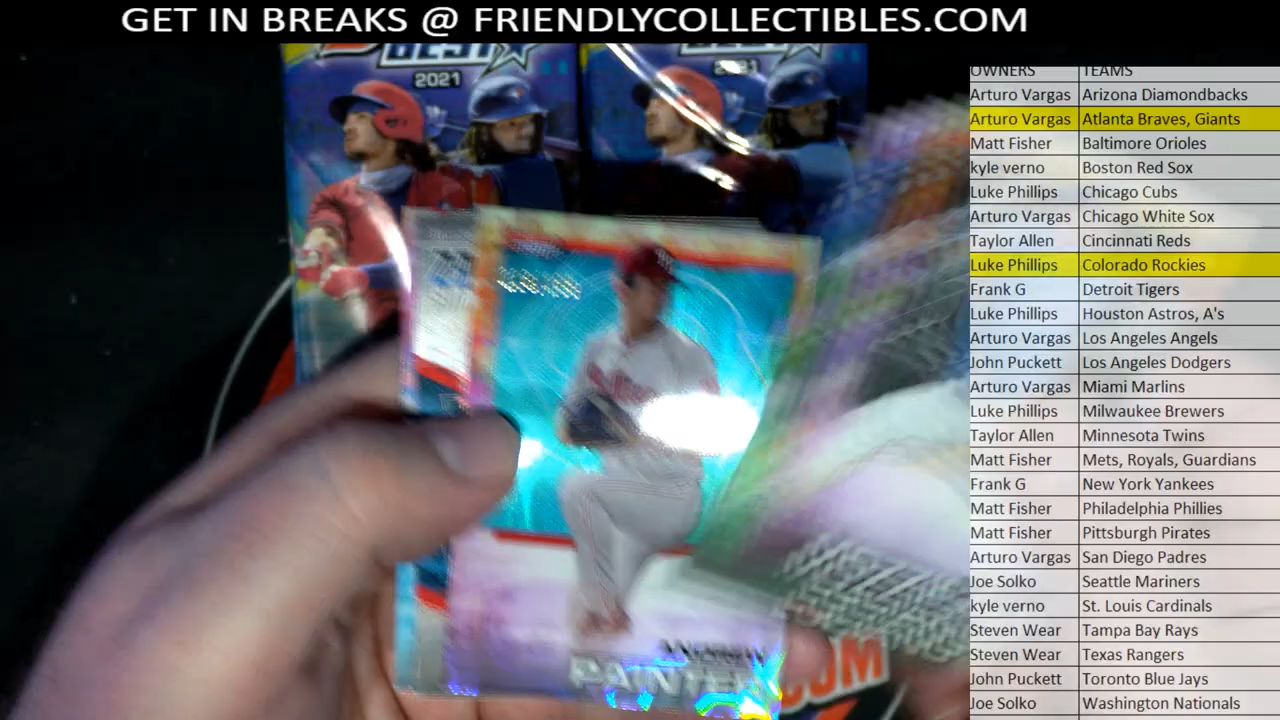 GET IN BREAKS @ FRIENDLYCOLLECTIBLES.COM
BEST
2021
2021
OWNERS TEAMS
Arturo Vargas Arizona Diamondbacks
Arturo Vargas Atlanta Braves, Giants
Matt Fisher Baltimore Orioles
kyle verno Boston Red Sox
Luke Phillips Chicago Cubs
Arturo Vargas Chicago White Sox
Taylor Allen Cincinnati Reds
Luke Phillips Colorado Rockies
Frank G Detroit Tigers
Luke Phillips Houston Astros, A's
Arturo Vargas Los Angeles Angels
John Puckett Los Angeles Dodgers
Arturo Vargas Miami Marlins
Luke Phillips Milwaukee Brewers
Taylor Allen Minnesota Twins
Matt Fisher Mets, Royals, Guardians
Frank G New York Yankees
Matt Fisher Philadelphia Phillies
Matt Fisher Pittsburgh Pirates
Arturo Vargas San Diego Padres
Joe Solko Seattle Mariners
kyle verno St. Louis Cardinals
Steven Wear Tampa Bay Rays
Steven Wear Texas Rangers
John Puckett Toronto Blue Jays
Joe Solko Washington Nationals
ANDREW
PAINTER
.COM